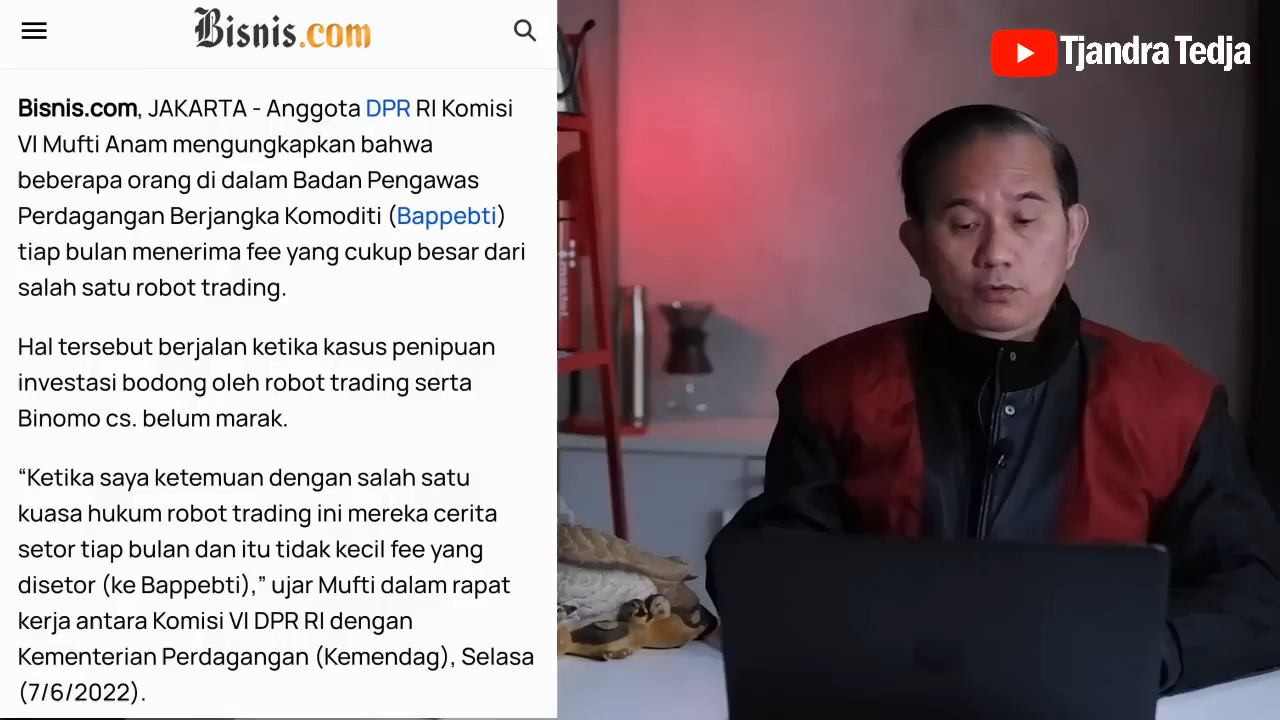 Bisnis.com
Tjandra Tedja
Bisnis.com, JAKARTA - Anggota DPR RI Komisi
VI Mufti Anam mengungkapkan bahwa
beberapa orang di dalam Badan Pengawas
Perdagangan Berjangka Komoditi (Bappebti)
tiap bulan menerima fee yang cukup besar dari
salah satu robot trading.
Hal tersebut berjalan ketika kasus penipuan
investasi bodong oleh robot trading serta
Binomo cs. belum marak.
“Ketika saya ketemuan dengan salah satu
kuasa hukum robot trading ini mereka cerita
setor tiap bulan dan itu tidak kecil fee yang
disetor (ke Bappebti),” ujar Mufti dalam rapat
kerja antara Komisi VI DPR RI dengan
Kementerian Perdagangan (Kemendag), Selasa
(7/6/2022).